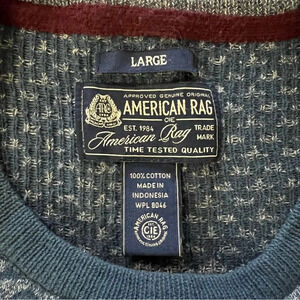 LARGE
APPROVED GENUINE ORIGINAL
AMERICAN RAG
CIE
EST. 1984
TRADE
MARK
American Rag
TIME TESTED QUALITY
100% COTTON
MADE IN
INDONESIA
WPL 8046
AMERICAN RAG
CIE